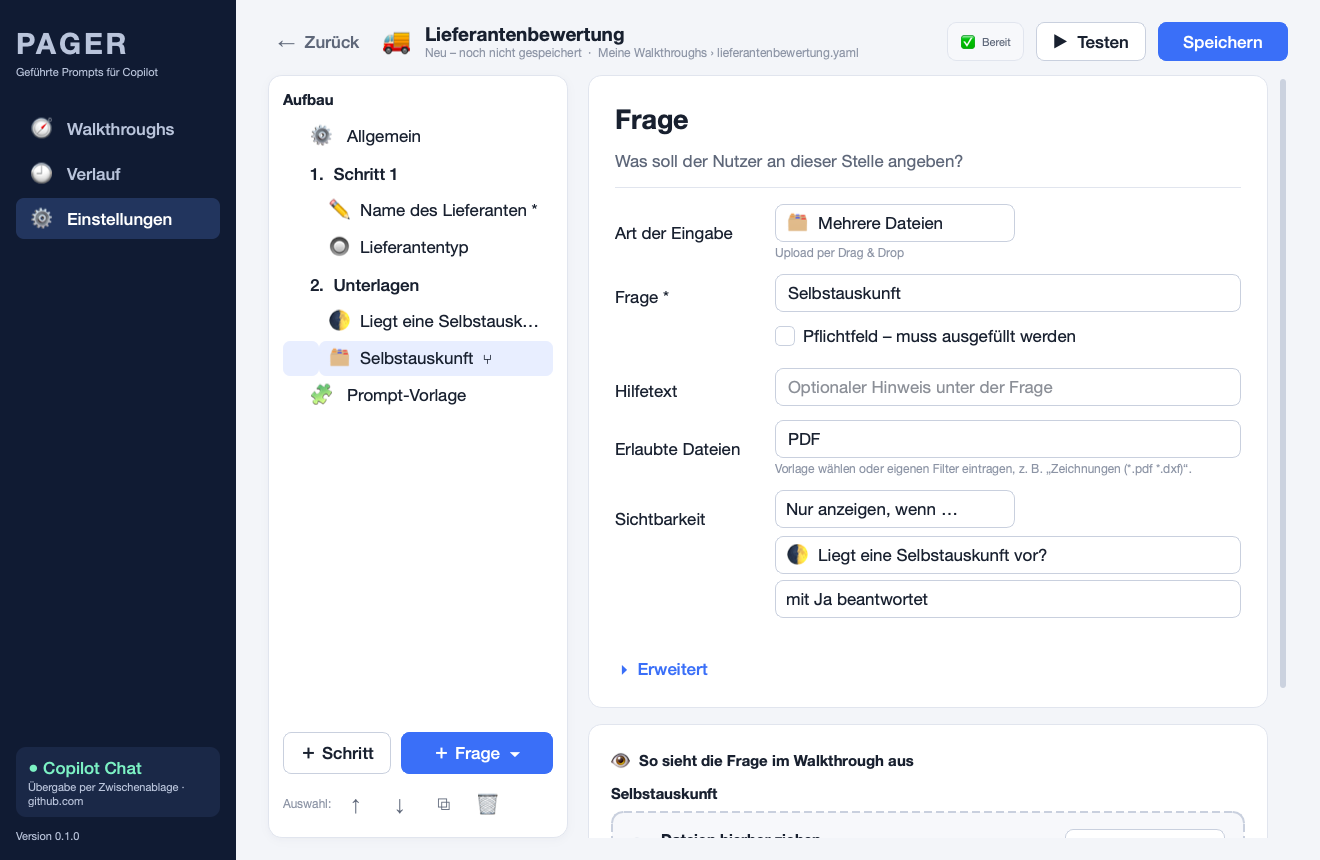 PAGER
Geführte Prompts für Copilot
Walkthroughs
Verlauf
Einstellungen
Copilot Chat
Übergabe per Zwischenablage ·
github.com
Version 0.1.0
← Zurück
Lieferantenbewertung
Neu – noch nicht gespeichert · Meine Walkthroughs › lieferantenbewertung.yaml
Bereit
Testen
Speichern
Aufbau
Allgemein
1. Schritt 1
Name des Lieferanten *
Lieferantentyp
2. Unterlagen
Liegt eine Selbstausk…
Selbstauskunft
Prompt-Vorlage
+ Schritt
+ Frage
Auswahl: ↑ ↓
Frage
Was soll der Nutzer an dieser Stelle angeben?
Art der Eingabe
Mehrere Dateien
Upload per Drag & Drop
Frage *
Selbstauskunft
Pflichtfeld – muss ausgefüllt werden
Hilfetext
Optionaler Hinweis unter der Frage
Erlaubte Dateien
PDF
Vorlage wählen oder eigenen Filter eintragen, z. B. „Zeichnungen (*.pdf *.dxf)“.
Sichtbarkeit
Nur anzeigen, wenn …
Liegt eine Selbstauskunft vor?
mit Ja beantwortet
Erweitert
So sieht die Frage im Walkthrough aus
Selbstauskunft
Dateien hierher ziehen